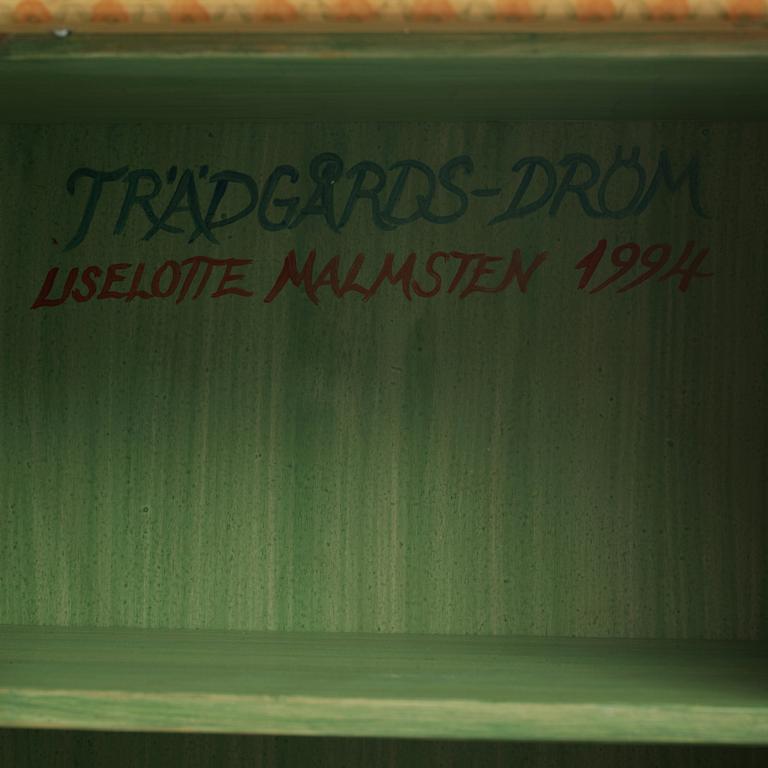 TRÄDGÅRDS-DRÖM
LISELOTTE MALMSTEN 1994